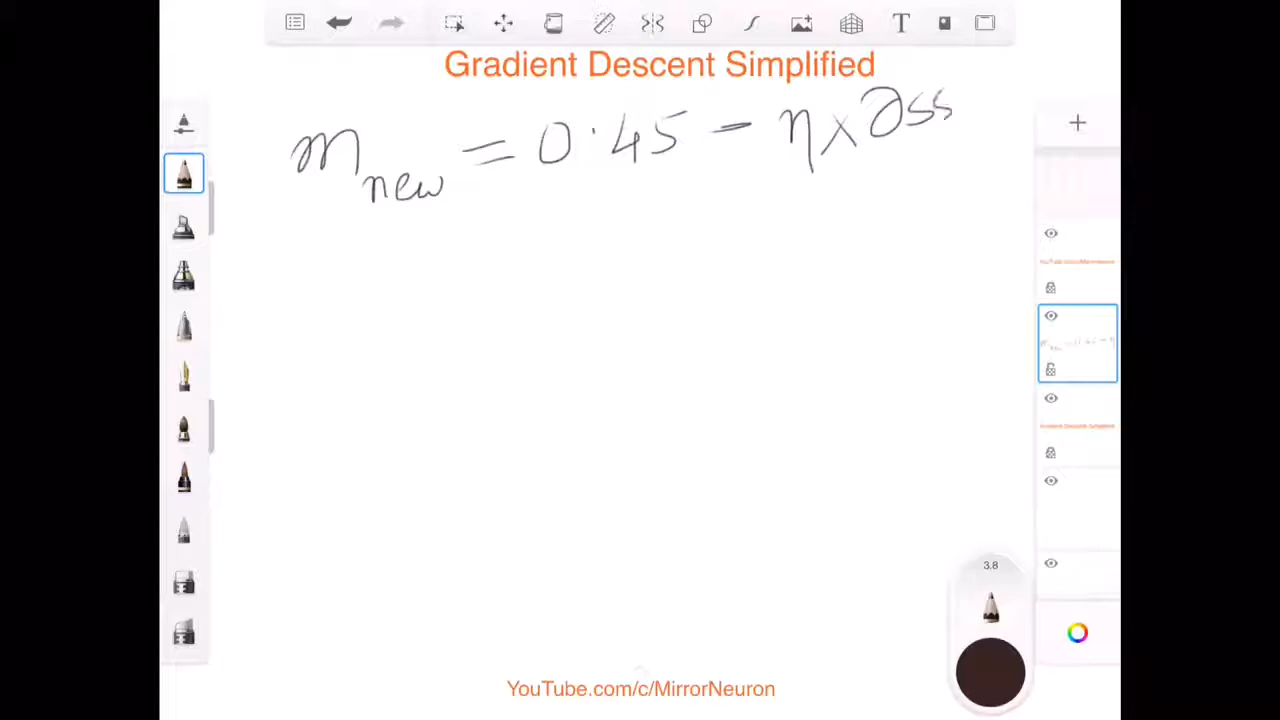 Gradient Descent Simplified
m new = 0.45 - η x ∂ss
3.8
YouTube.com/c/MirrorNeuron